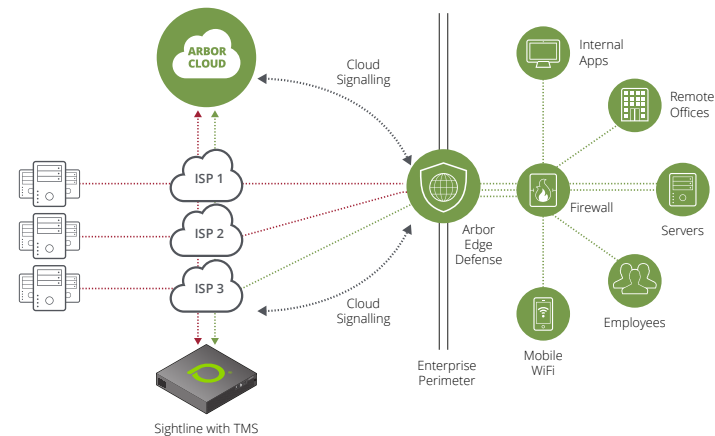 ARBOR
CLOUD
Cloud
Signalling
Internal
Apps
Remote
Offices
ISP 1
ISP 2
ISP 3
Arbor
Edge
Defense
Firewall
Servers
Cloud
Signalling
Employees
Mobile
WiFi
Enterprise
Perimeter
Sightline with TMS